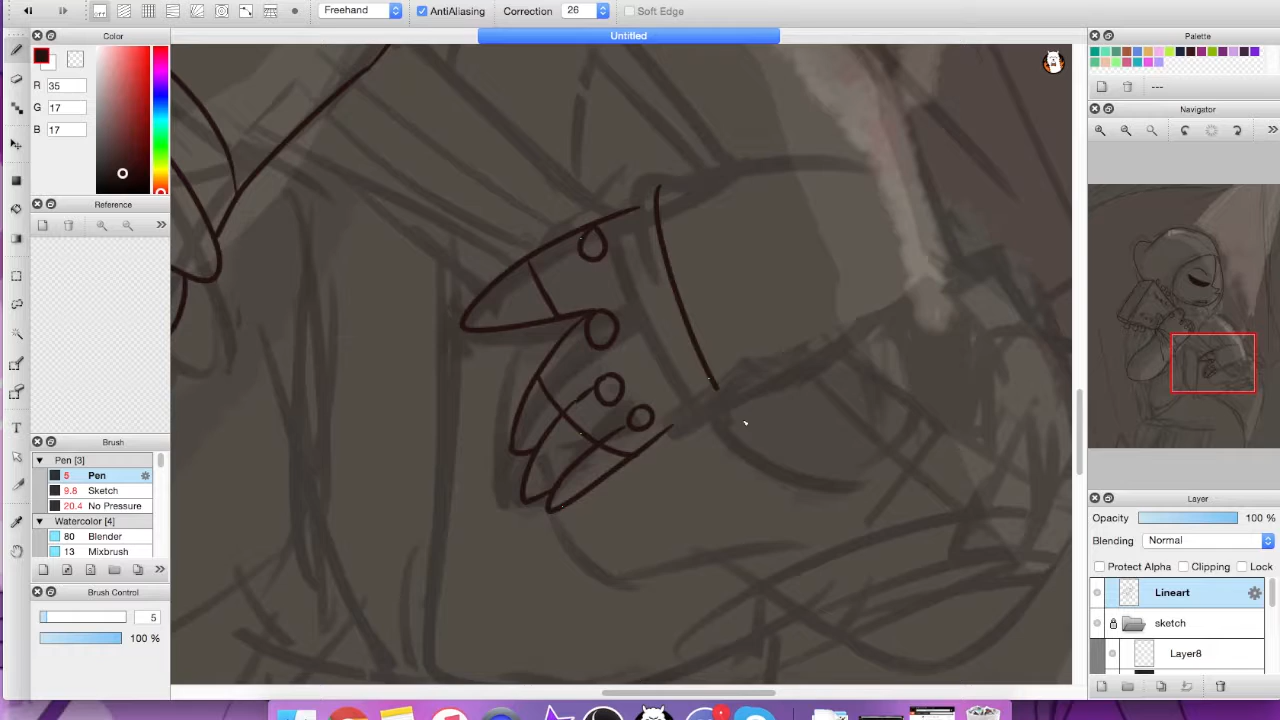 Freehand AntiAliasing Correction 26 Soft Edge
Color Untitled Palette
R 35
G 17
B 17
---
Navigator
Reference
Brush
Pen [3]
5 Pen
9.8 Sketch
20.4 No Pressure
Watercolor [4]
80 Blender
13 Mixbrush
Brush Control
5
100 %
Layer
Opacity 100 %
Blending Normal
Protect Alpha Clipping Lock
Lineart
sketch
Layer8